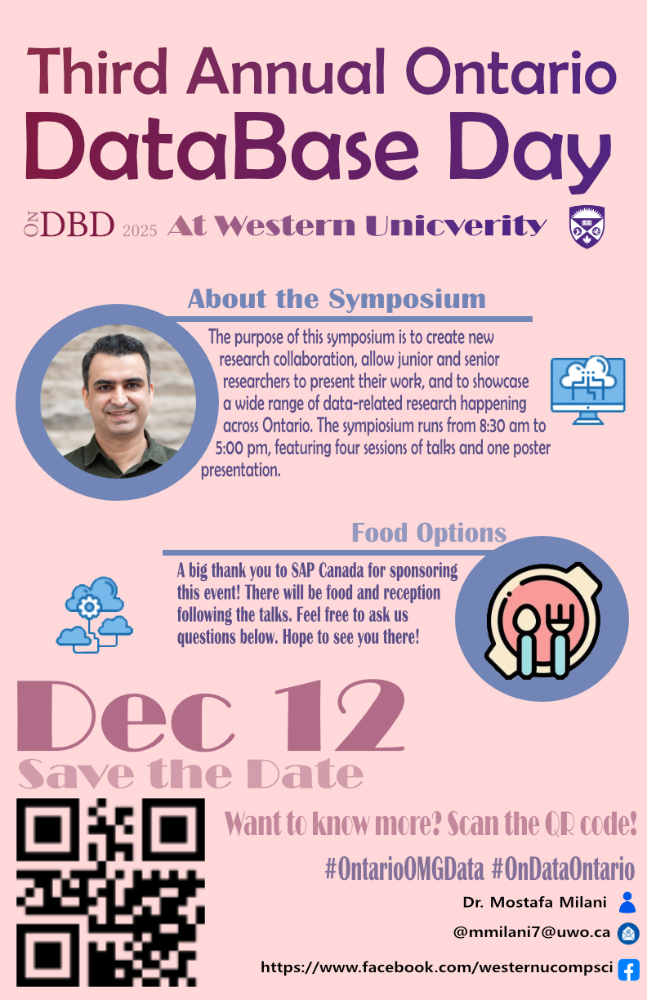 Third Annual Ontario
DataBase Day
ON DBD 2025 At Western Unicverity
About the Symposium
The purpose of this symposium is to create new
research collaboration, allow junior and senior
researchers to present their work, and to showcase
a wide range of data-related research happening
across Ontario. The sympiosium runs from 8:30 am to
5:00 pm, featuring four sessions of talks and one poster
presentation.
Food Options
A big thank you to SAP Canada for sponsoring
this event! There will be food and reception
following the talks. Feel free to ask us
questions below. Hope to see you there!
Dec 12
Save the Date
Want to know more? Scan the QR code!
#OntarioOMGData #OnDataOntario
Dr. Mostafa Milani
@mmilani7@uwo.ca
https://www.facebook.com/westernucompsci